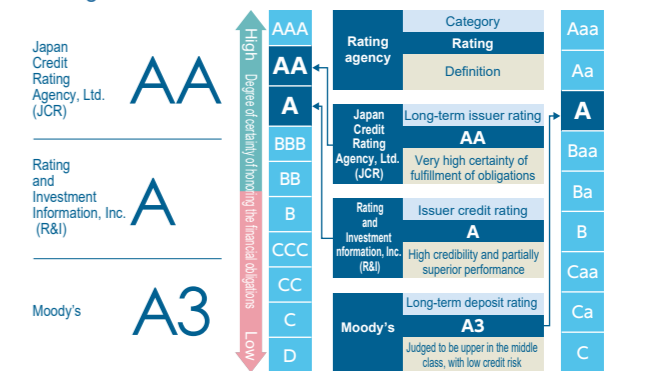 Japan
Credit
Rating
Agency, Ltd.
(JCR)
AA
Rating
and
Investment
Information, Inc.
(R&I)
A
Moody's
A3
High Degree of certainty of honoring the financial obligations Low
AAA
AA
A
BBB
BB
B
CCC
CC
C
D
Rating
agency
Category
Rating
Definition
Japan
Credit
Rating
Agency, Ltd.
(JCR)
Long-term issuer rating
AA
Very high certainty of
fulfillment of obligations
Rating
and
Investment
nformation, Inc.
(R&I)
Issuer credit rating
A
High credibility and partially
superior performance
Moody's
Long-term deposit rating
A3
Judged to be upper in the middle
class, with low credit risk
Aaa
Aa
A
Baa
Ba
B
Caa
Ca
C